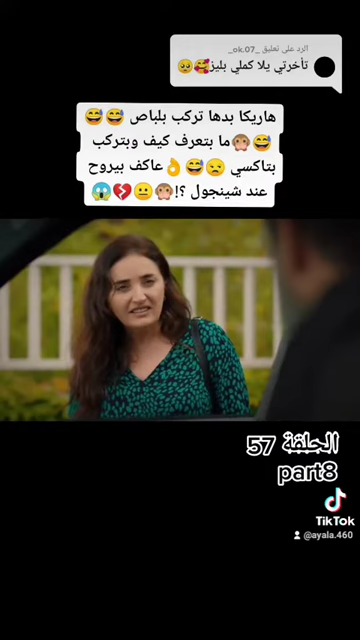 الرد على تعليق _ok.07_
تأخرتي يلا كملي بليز🥰🥺
هاريكا بدها تركب بلباص 😅😅
😅🙊ما بتعرف كيف وبتركب
بتاكسي 😒😅👌عاكف بيروح
عند شينجول ؟!🙊😐💔😱
الحلقة 57
part8
TikTok
@ayala.460